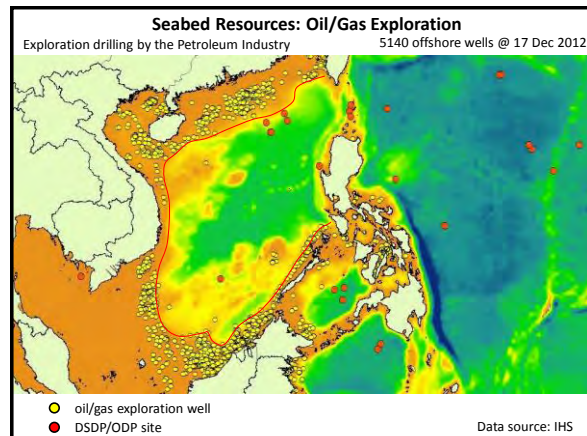 Seabed Resources: Oil/Gas Exploration
Exploration drilling by the Petroleum Industry 5140 offshore wells @ 17 Dec 2012
oil/gas exploration well
DSDP/ODP site
Data source: IHS